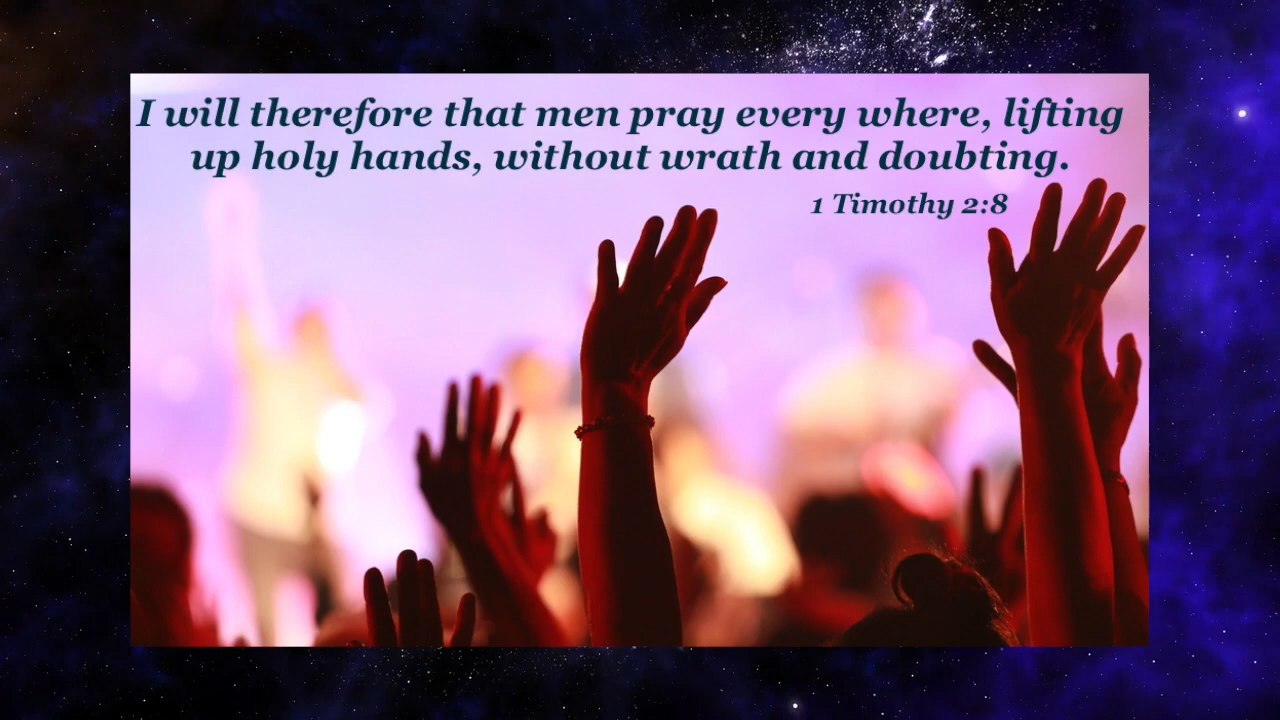 I will therefore that men pray every where, lifting
up holy hands, without wrath and doubting.
1 Timothy 2:8